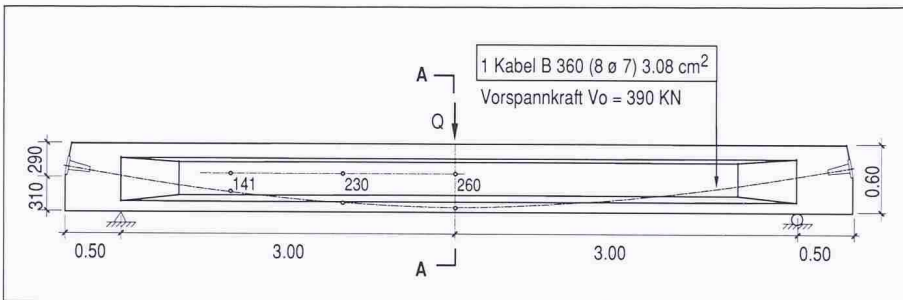 1 Kabel B 360 (8 ø 7) 3.08 cm²
Vorspannkraft Vo = 390 KN
A
Q
290
310
141
230
260
0.60
0.50
3.00
3.00
0.50
A